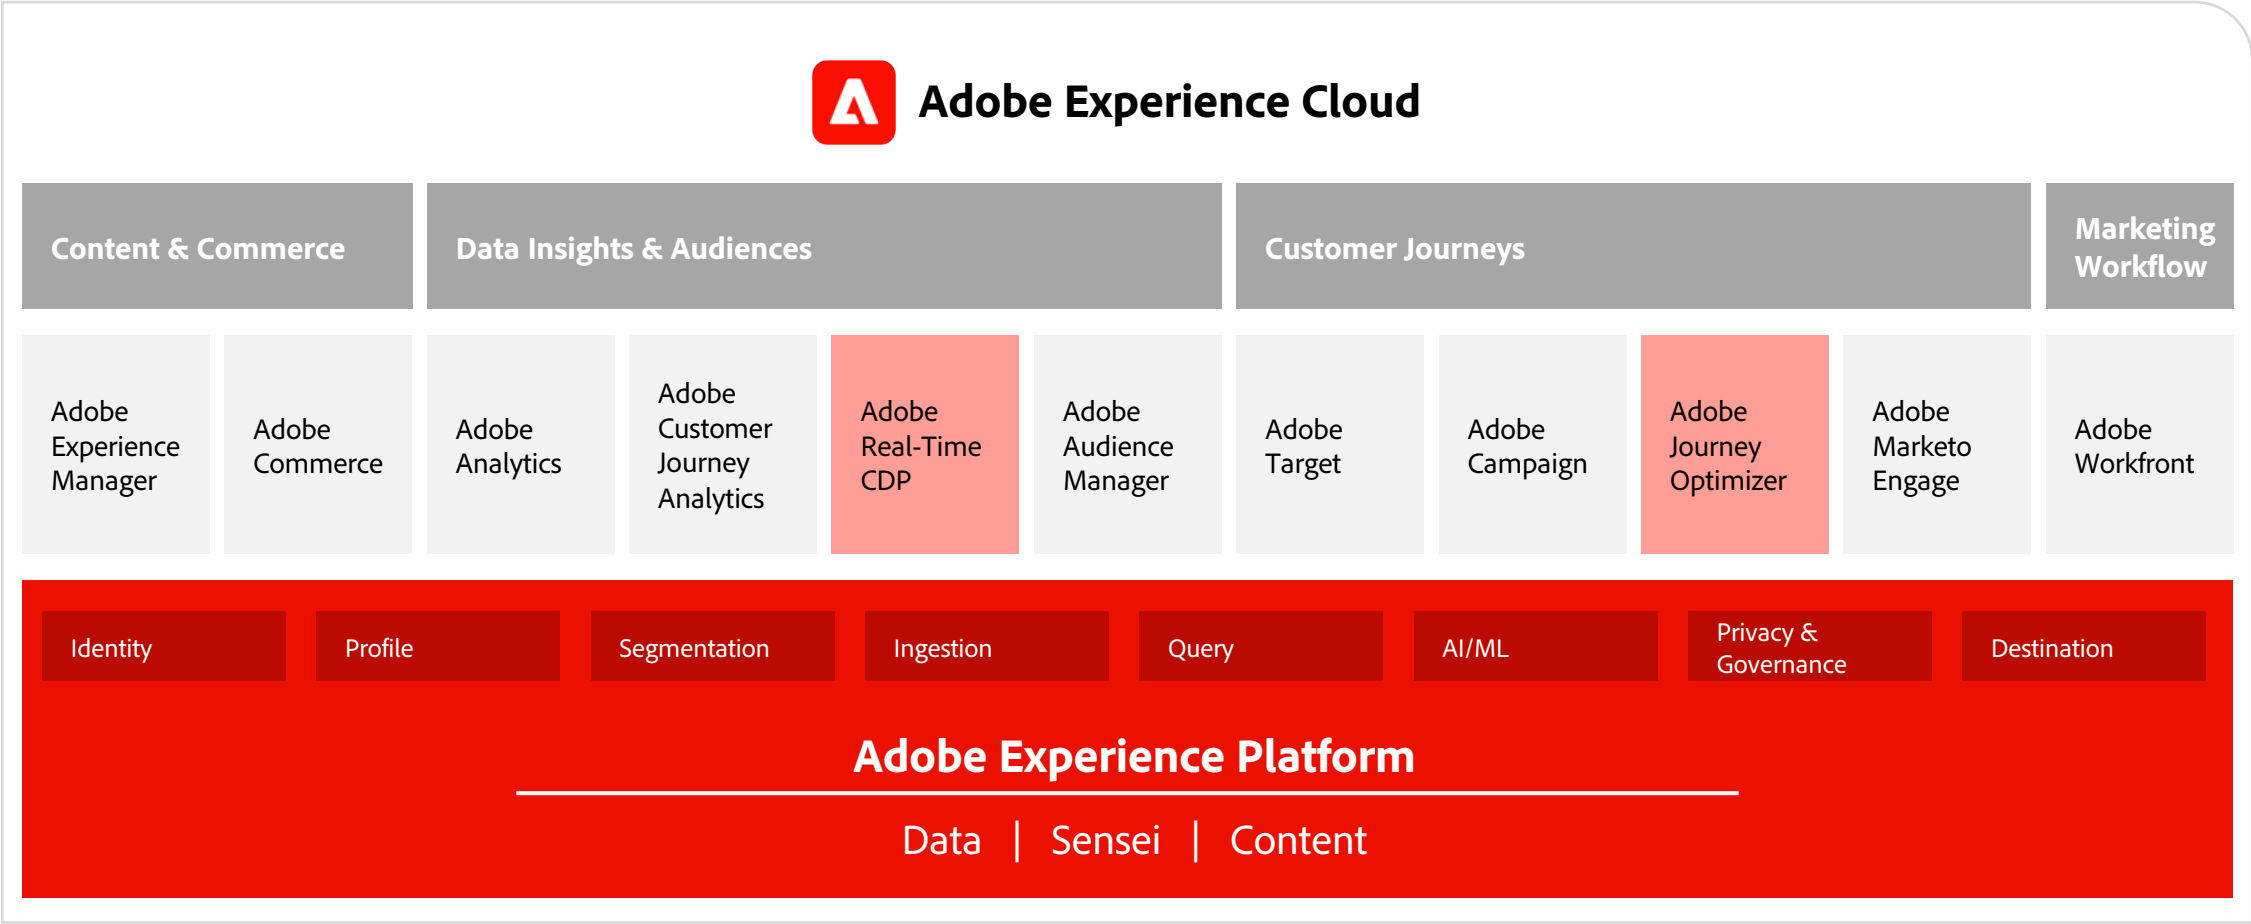 Adobe Experience Cloud
Content & Commerce
Data Insights & Audiences
Customer Journeys
Marketing
Workflow
Adobe
Experience
Manager
Adobe
Commerce
Adobe
Analytics
Adobe
Customer
Journey
Analytics
Adobe
Real-Time
CDP
Adobe
Audience
Manager
Adobe
Target
Adobe
Campaign
Adobe
Journey
Optimizer
Adobe
Marketo
Engage
Adobe
Workfront
Identity
Profile
Segmentation
Ingestion
Query
AI/ML
Privacy &
Governance
Destination
Adobe Experience Platform
Data | Sensei | Content